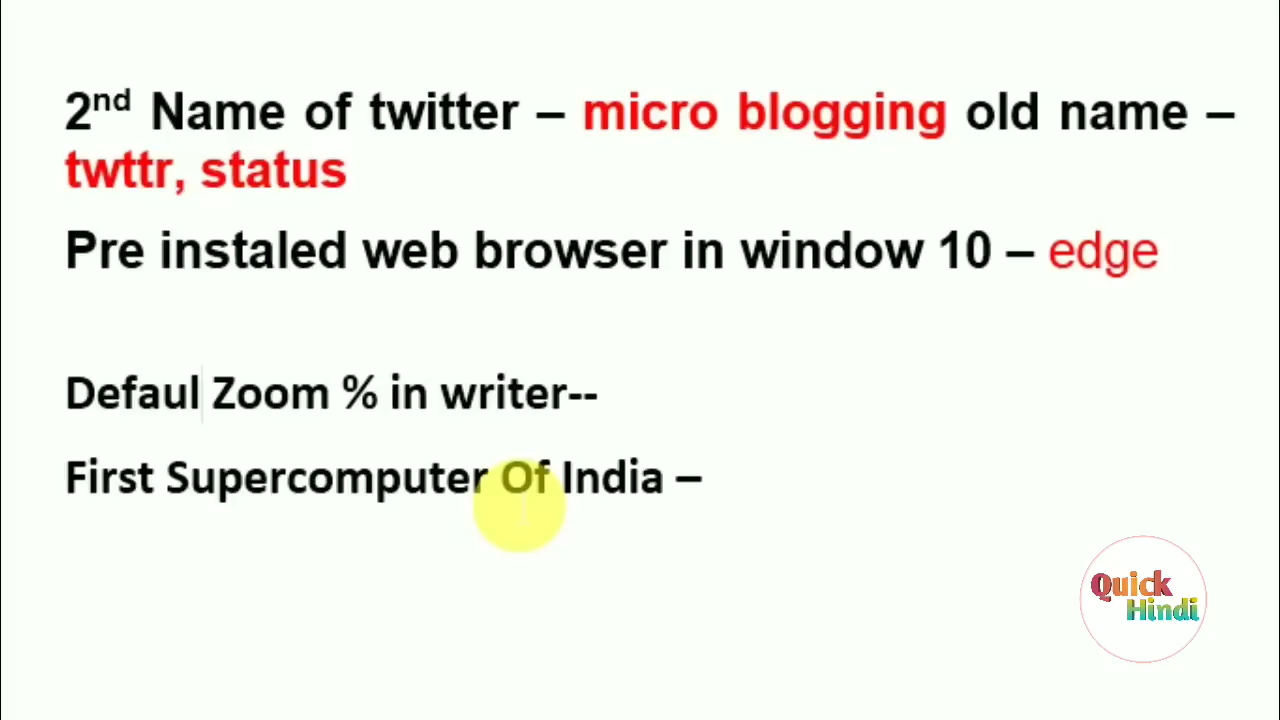 2nd Name of twitter – micro blogging old name –
twttr, status
Pre instaled web browser in window 10 – edge
Defaul Zoom % in writer--
First Supercomputer Of India –
Quick
Hindi